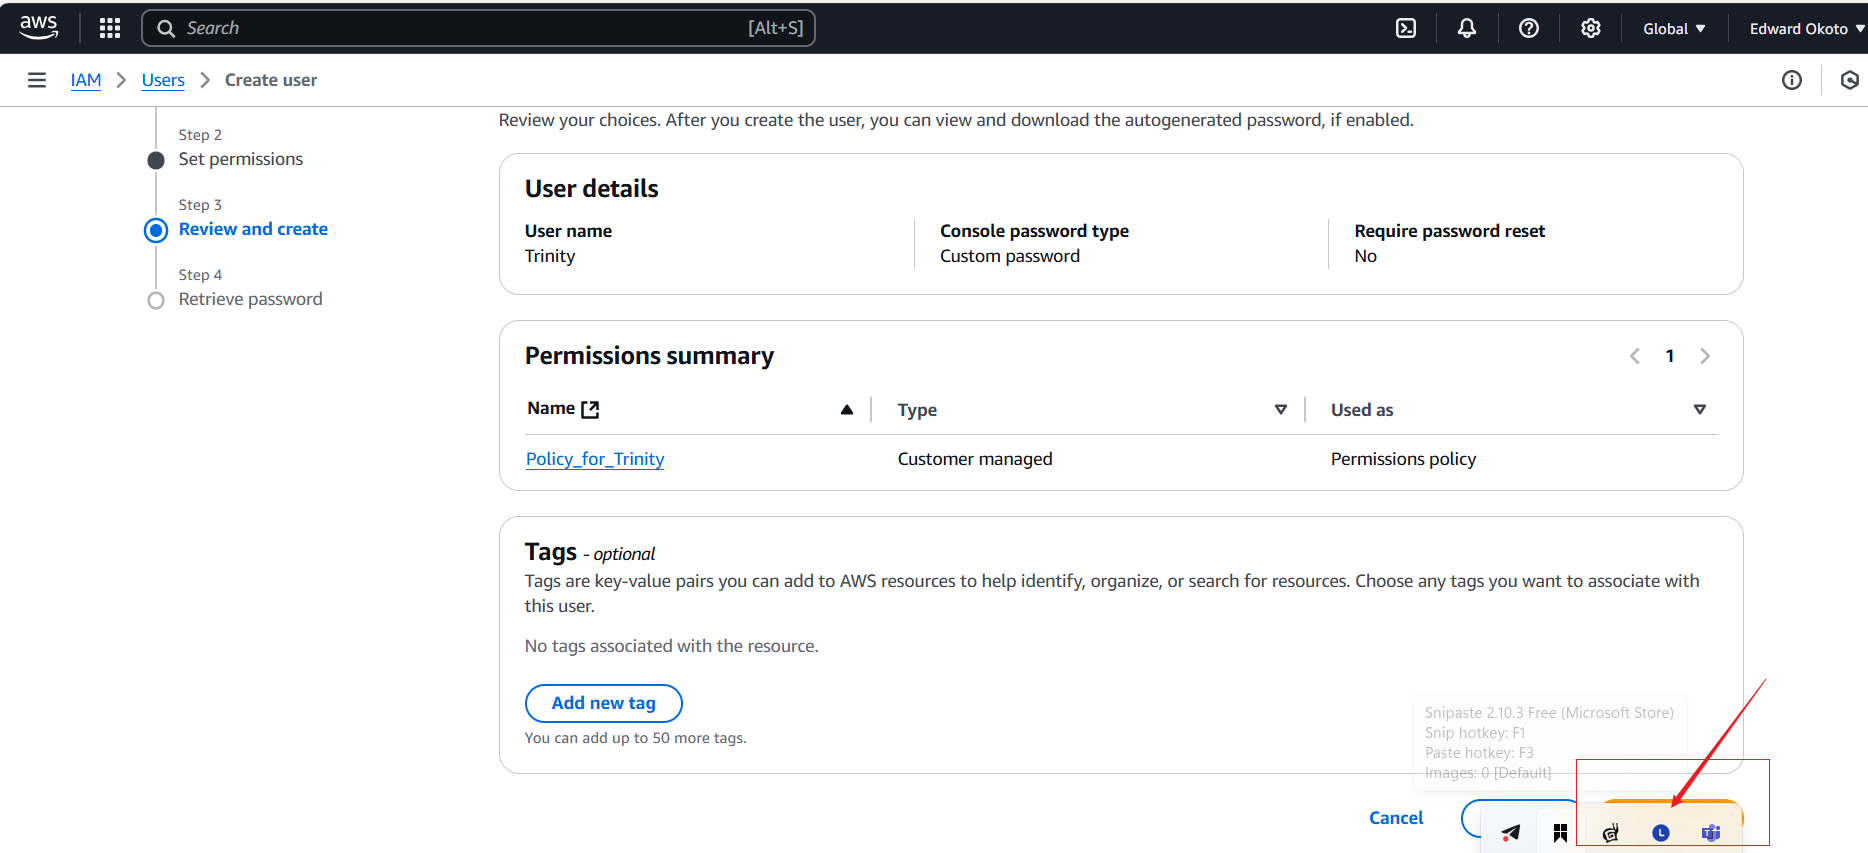 aws
Search
[Alt+S]
Global
Edward Okoto
IAM
Users
Create user
Step 2
Set permissions
Step 3
Review and create
Step 4
Retrieve password
Review your choices. After you create the user, you can view and download the autogenerated password, if enabled.
User details
User name
Trinity
Console password type
Custom password
Require password reset
No
Permissions summary
1
Name
Type
Used as
Policy_for_Trinity
Customer managed
Permissions policy
Tags - optional
Tags are key-value pairs you can add to AWS resources to help identify, organize, or search for resources. Choose any tags you want to associate with
this user.
No tags associated with the resource.
Add new tag
You can add up to 50 more tags.
Snipaste 2.10.3 Free (Microsoft Store)
Snip hotkey: F1
Paste hotkey: F3
Images: 0 [Default]
Cancel
L